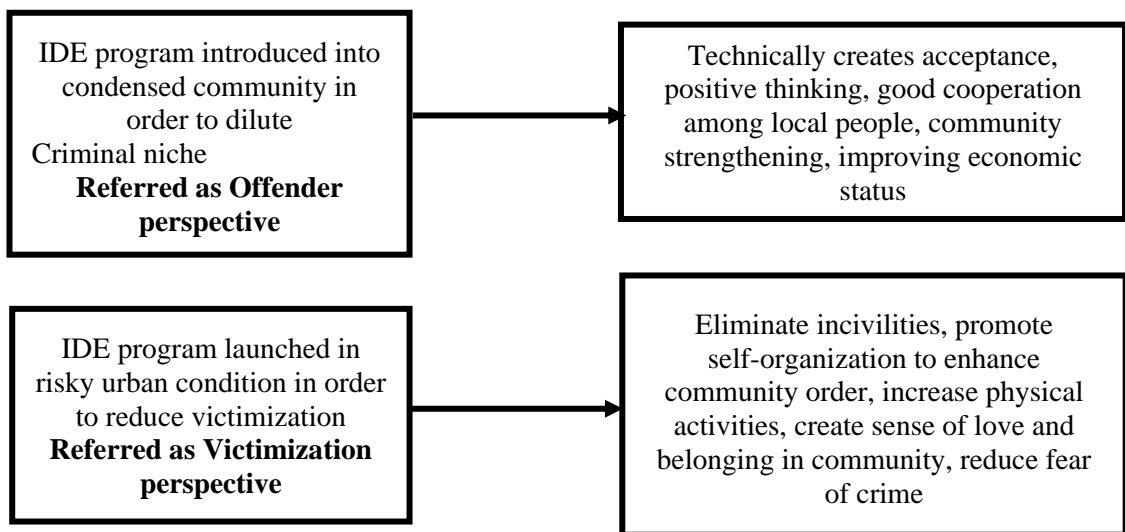 IDE program introduced into
condensed community in
order to dilute
Criminal niche
Referred as Offender
perspective
Technically creates acceptance,
positive thinking, good cooperation
among local people, community
strengthening, improving economic
status
IDE program launched in
risky urban condition in order
to reduce victimization
Referred as Victimization
perspective
Eliminate incivilities, promote
self-organization to enhance
community order, increase physical
activities, create sense of love and
belonging in community, reduce fear
of crime